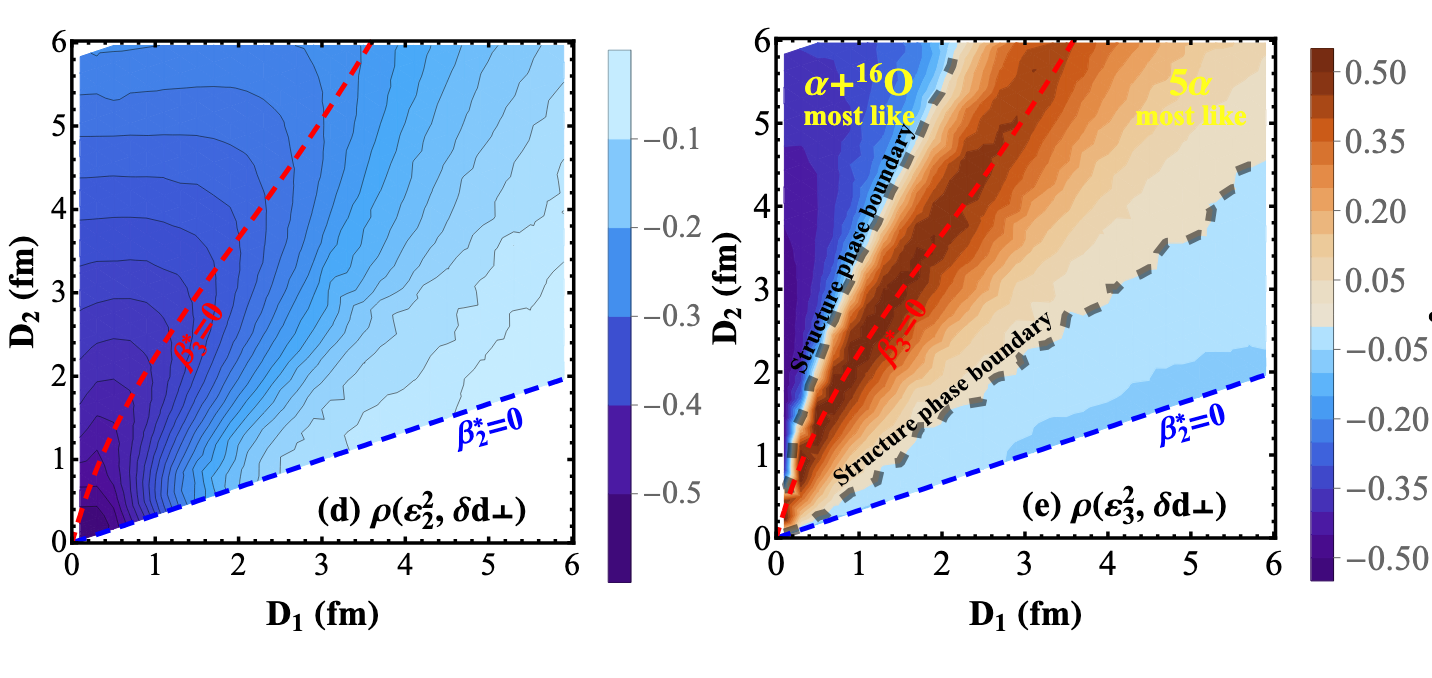 6
5
4
3
2
1
0
0 1 2 3 4 5 6
D₂ (fm)
D₁ (fm)
β₃*=0
β₂*=0
(d) ρ(ε₂², δd⊥)
−0.1
−0.2
−0.3
−0.4
−0.5
6
5
4
3
2
1
0
0 1 2 3 4 5 6
D₂ (fm)
D₁ (fm)
α+¹⁶O
most like
5α
most like
Structure phase boundary
β₃*=0
Structure phase boundary
β₂*=0
(e) ρ(ε₃², δd⊥)
0.50
0.35
0.20
0.05
−0.05
−0.20
−0.35
−0.50